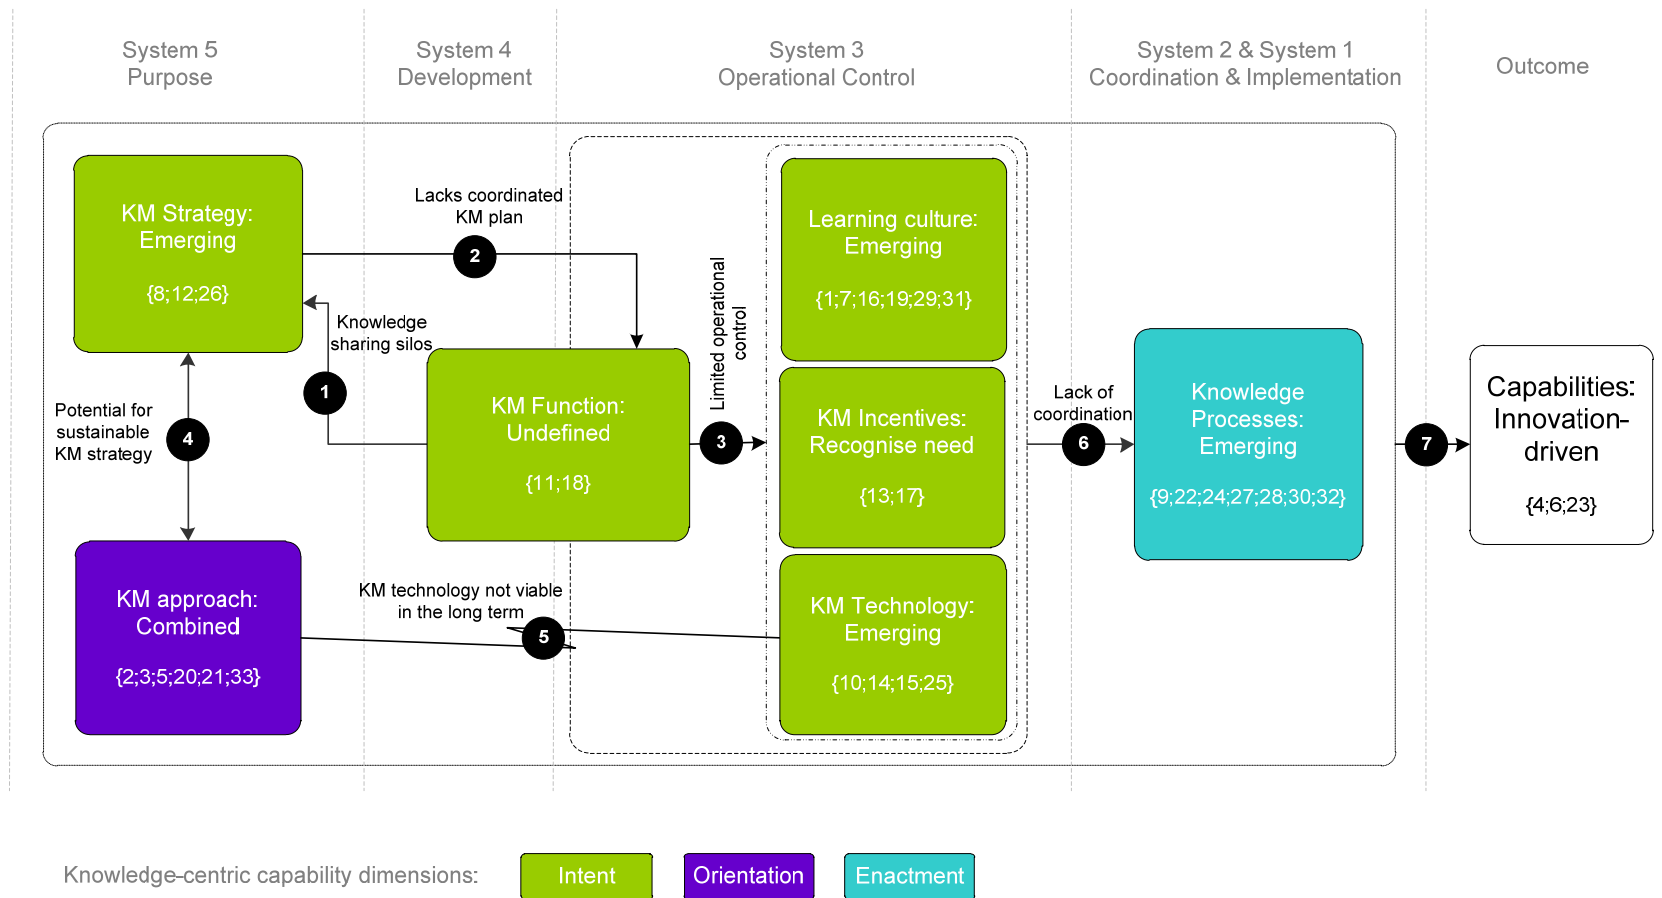 System 5
Purpose
System 4
Development
System 3
Operational Control
System 2 & System 1
Coordination & Implementation
Outcome
KM Strategy:
Emerging
{8;12;26}
Lacks coordinated
KM plan
2
Knowledge
sharing silos
1
Potential for
sustainable
KM strategy
4
KM Function:
Undefined
{11;18}
Limited operational
control
3
Learning culture:
Emerging
{1;7;16;19;29;31}
KM Incentives:
Recognise need
{13;17}
KM Technology:
Emerging
{10;14;15;25}
KM approach:
Combined
{2;3;5;20;21;33}
KM technology not viable
in the long term
5
Lack of
coordination
6
Knowledge
Processes:
Emerging
{9;22;24;27;28;30;32}
7
Capabilities:
Innovation-
driven
{4;6;23}
Knowledge-centric capability dimensions:
Intent
Orientation
Enactment